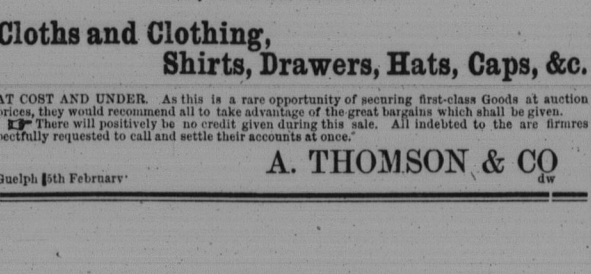 Cloths and Clothing,
Shirts, Drawers, Hats, Caps, &c.
AT COST AND UNDER. As this is a rare opportunity of securing first-class Goods at auction
prices, they would recommend all to take advantage of the great bargains which shall be given.
☞ There will positively be no credit given during this sale. All indebted to the are firmres
pectfully requested to call and settle their accounts at once.
A. THOMSON & CO
Guelph 15th February
dw